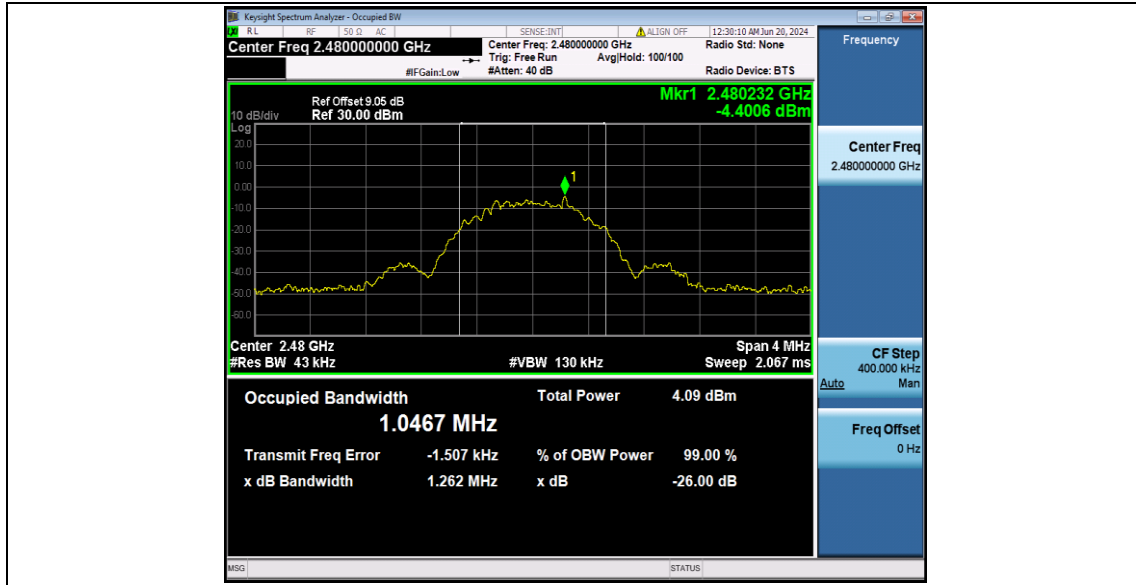 Keysight Spectrum Analyzer - Occupied BW
RL RF 50 Ω AC SENSE:INT ALIGN OFF 12:30:10 AM Jun 20, 2024
Center Freq 2.480000000 GHz
Center Freq: 2.480000000 GHz
Radio Std: None
Trig: Free Run Avg|Hold: 100/100
#IFGain:Low
#Atten: 40 dB
Radio Device: BTS
Frequency
Mkr1 2.480232 GHz
-4.4006 dBm
Ref Offset 9.05 dB
10 dB/div Ref 30.00 dBm
Log
20.0
10.0
0.00
-10.0
-20.0
-30.0
-40.0
-50.0
-60.0
1
Center 2.48 GHz
Span 4 MHz
#Res BW 43 kHz
#VBW 130 kHz
Sweep 2.067 ms
Center Freq
2.480000000 GHz
CF Step
400.000 kHz
Auto Man
Freq Offset
0 Hz
Occupied Bandwidth
1.0467 MHz
Total Power 4.09 dBm
Transmit Freq Error -1.507 kHz
% of OBW Power 99.00 %
x dB Bandwidth 1.262 MHz
x dB -26.00 dB
MSG
STATUS